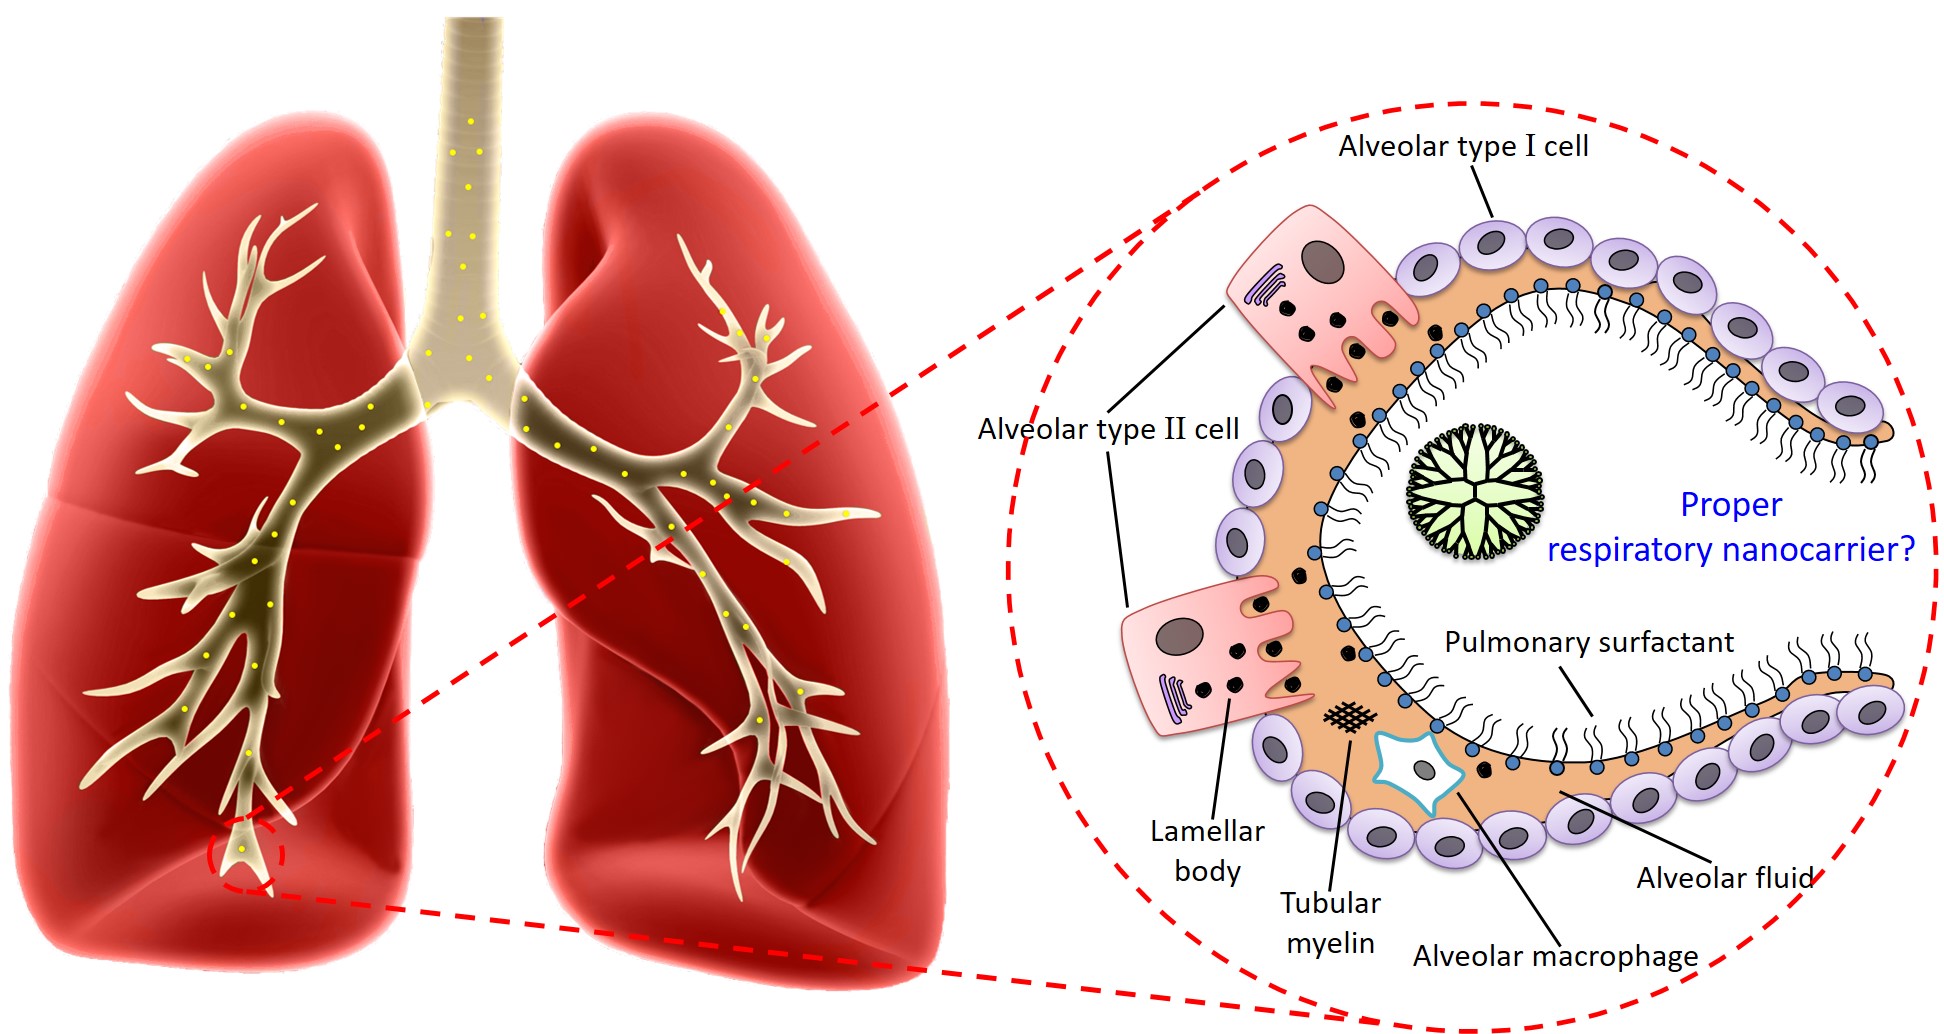 Alveolar type I cell
Alveolar type II cell
Proper
respiratory nanocarrier?
Pulmonary surfactant
Lamellar
body
Tubular
myelin
Alveolar fluid
Alveolar macrophage